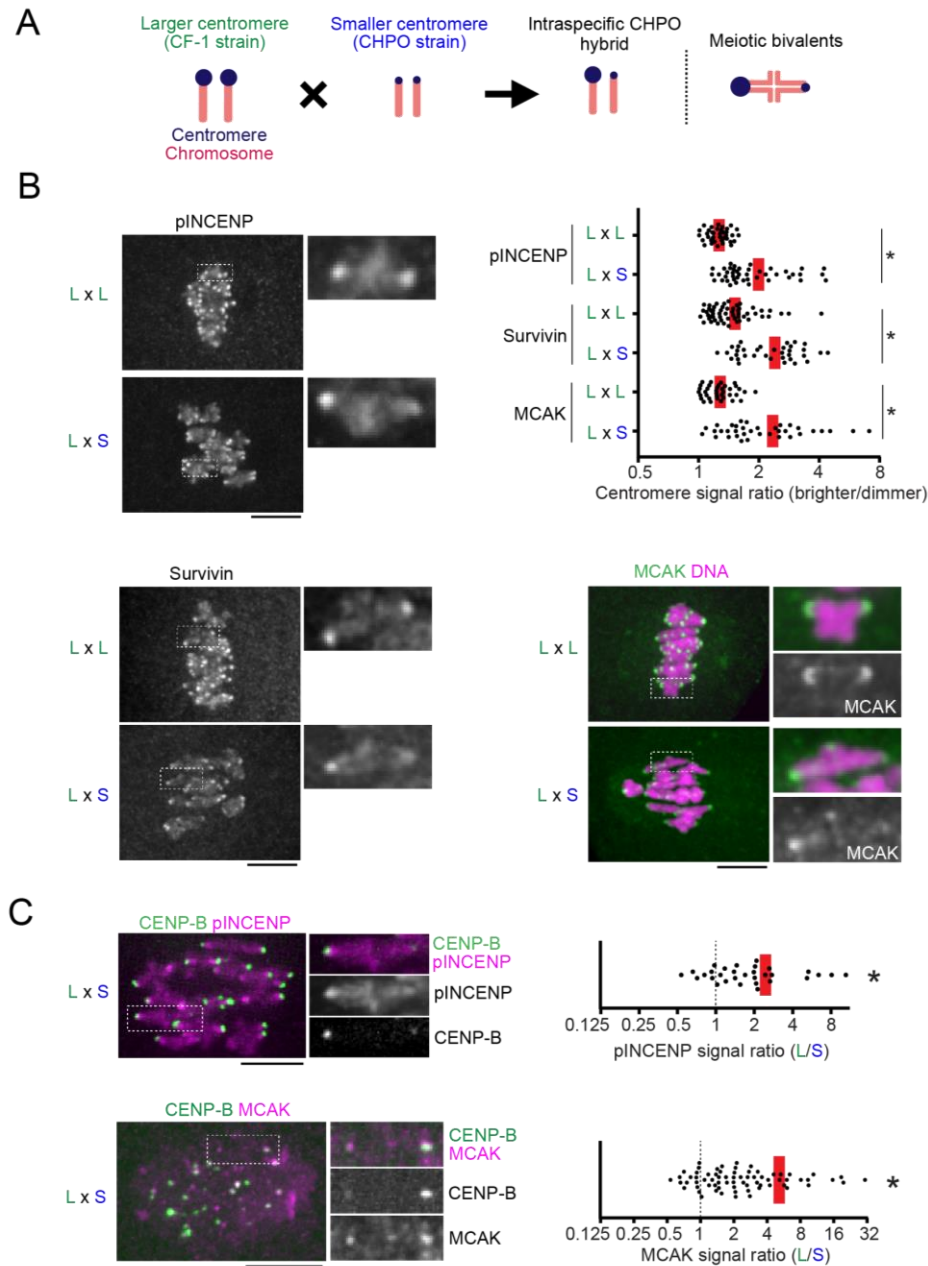 A
Larger centromere
(CF-1 strain)
Smaller centromere
(CHPO strain)
Intraspecific CHPO
hybrid
Meiotic bivalents
Centromere
Chromosome
B
pINCENP
L x L
L x S
pINCENP
L x L
L x S
*
Survivin
L x L
L x S
*
MCAK
L x L
L x S
*
0.5 1 2 4 8
Centromere signal ratio (brighter/dimmer)
Survivin
L x L
L x S
MCAK DNA
L x L
MCAK
L x S
MCAK
C
CENP-B pINCENP
L x S
CENP-B
pINCENP
pINCENP
CENP-B
*
0.125 0.25 0.5 1 2 4 8
pINCENP signal ratio (L/S)
CENP-B MCAK
L x S
CENP-B
MCAK
CENP-B
MCAK
*
0.125 0.25 0.5 1 2 4 8 16 32
MCAK signal ratio (L/S)